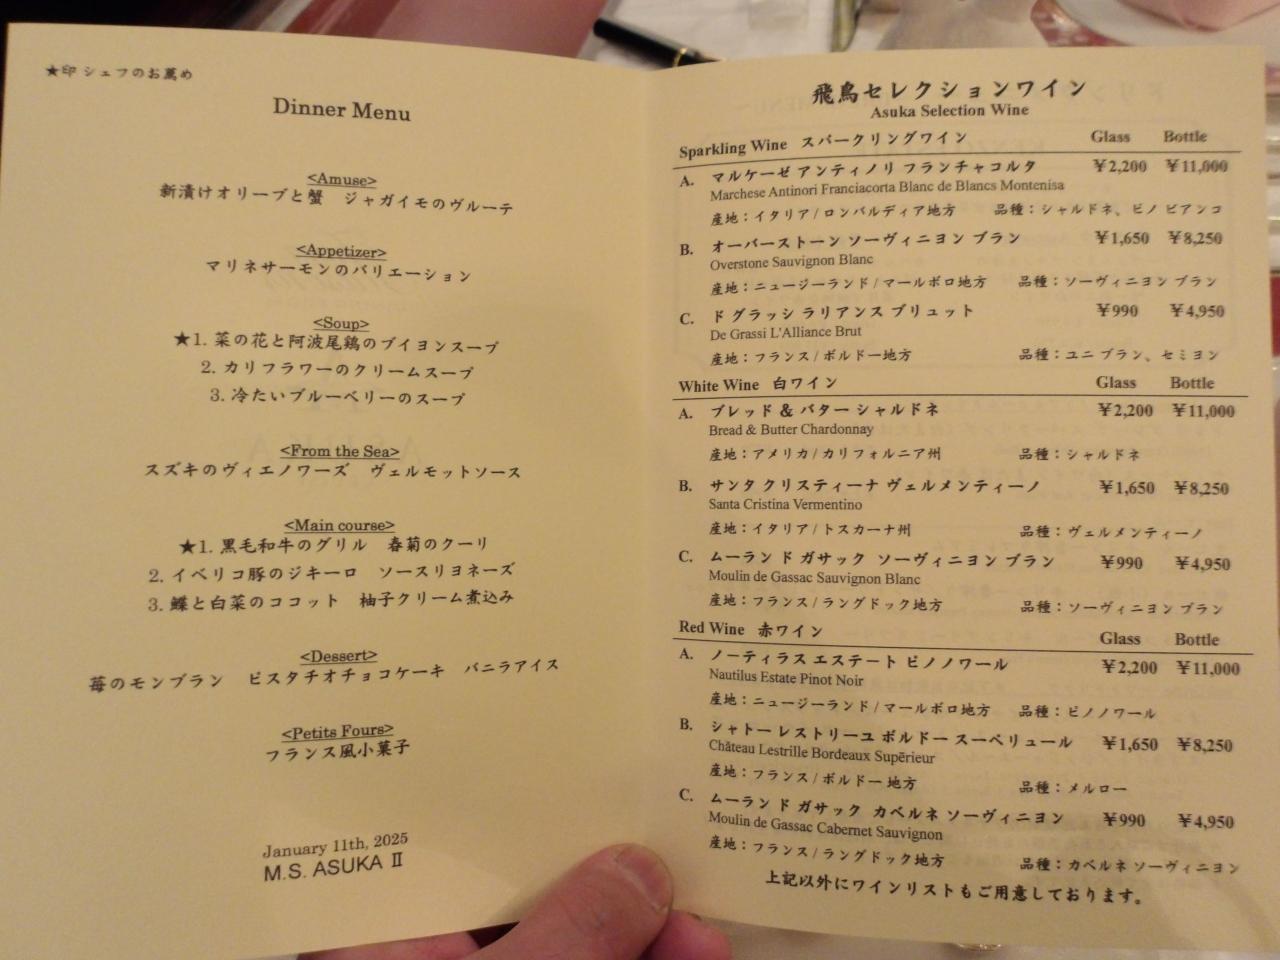 ★印 シェフのお薦め
Dinner Menu
<Amuse>
新漬けオリーブと蟹　ジャガイモのヴルーテ
<Appetizer>
マリネサーモンのバリエーション
<Soup>
★1. 菜の花と阿波尾鶏のブイヨンスープ
2. カリフラワーのクリームスープ
3. 冷たいブルーベリーのスープ
<From the Sea>
スズキのヴィエノワーズ　ヴェルモットソース
<Main course>
★1. 黒毛和牛のグリル　春菊のクーリ
2. イベリコ豚のジキーロ　ソースリヨネーズ
3. 鰈と白菜のココット　柚子クリーム煮込み
<Dessert>
苺のモンブラン　ピスタチオチョコケーキ　バニラアイス
<Petits Fours>
フランス風小菓子
January 11th, 2025
M.S. ASUKA II
飛鳥セレクションワイン
Asuka Selection Wine
Sparkling Wine スパークリングワイン Glass Bottle
A. マルケーゼ アンティノリ フランチャコルタ ¥2,200 ¥11,000
Marchese Antinori Franciacorta Blanc de Blancs Montenisa
産地：イタリア/ロンバルディア地方 品種：シャルドネ、ピノ ビアンコ
B. オーバーストーン ソーヴィニヨン ブラン ¥1,650 ¥8,250
Overstone Sauvignon Blanc
産地：ニュージーランド/マールボロ地方 品種：ソーヴィニヨン ブラン
C. ド グラッシ ラリアンス ブリュット ¥990 ¥4,950
De Grassi L'Alliance Brut
産地：フランス/ボルドー地方 品種：ユニ ブラン、セミヨン
White Wine 白ワイン Glass Bottle
A. ブレッド & バター シャルドネ ¥2,200 ¥11,000
Bread & Butter Chardonnay
産地：アメリカ/カリフォルニア州 品種：シャルドネ
B. サンタ クリスティーナ ヴェルメンティーノ ¥1,650 ¥8,250
Santa Cristina Vermentino
産地：イタリア/トスカーナ州 品種：ヴェルメンティーノ
C. ムーラン ド ガサック ソーヴィニヨン ブラン ¥990 ¥4,950
Moulin de Gassac Sauvignon Blanc
産地：フランス/ラングドック地方 品種：ソーヴィニヨン ブラン
Red Wine 赤ワイン Glass Bottle
A. ノーティラス エステート ピノノワール ¥2,200 ¥11,000
Nautilus Estate Pinot Noir
産地：ニュージーランド/マールボロ地方 品種：ピノノワール
B. シャトー レストリーユ ボルドー スーペリュール ¥1,650 ¥8,250
Château Lestrille Bordeaux Supērieur
産地：フランス/ボルドー地方 品種：メルロー
C. ムーラン ド ガサック カベルネ ソーヴィニヨン ¥990 ¥4,950
Moulin de Gassac Cabernet Sauvignon
産地：フランス/ラングドック地方 品種：カベルネ ソーヴィニヨン
上記以外にワインリストもご用意しております。